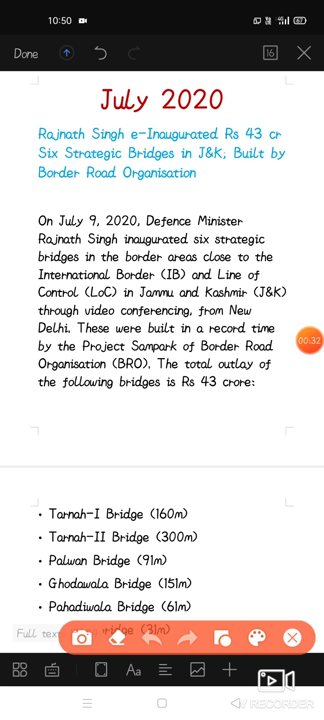 10:50
Done
16
July 2020
Rajnath Singh e-Inaugurated Rs 43 cr
Six Strategic Bridges in J&K; Built by
Border Road Organisation
On July 9, 2020, Defence Minister
Rajnath Singh inaugurated six strategic
bridges in the border areas close to the
International Border (IB) and Line of
Control (LoC) in Jammu and Kashmir (J&K)
through video conferencing, from New
Delhi. These were built in a record time
by the Project Sampark of Border Road
Organisation (BRO). The total outlay of
the following bridges is Rs 43 crore:
00:32
• Tarnah-I Bridge (160m)
• Tarnah-II Bridge (300m)
• Palwan Bridge (91m)
• Ghodawala Bridge (151m)
• Pahadiwala Bridge (61m)
Full text
Bridge (31m)
Aa
RECORDER